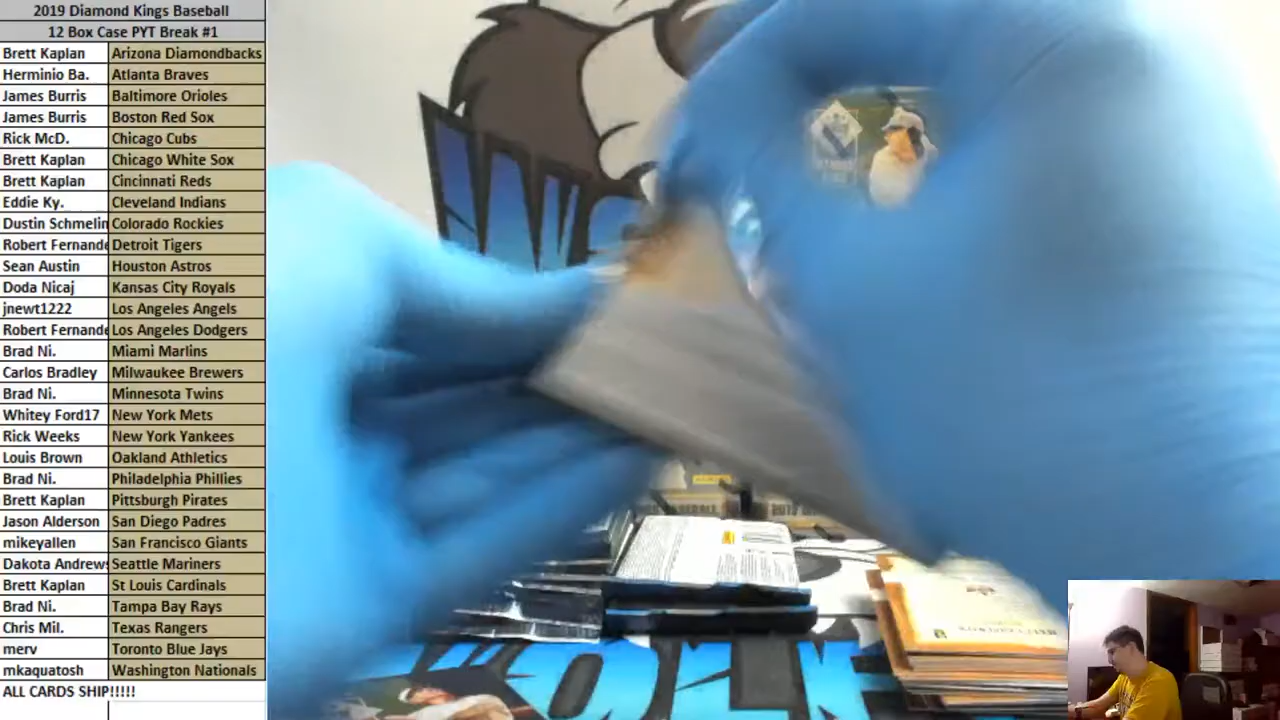 2019 Diamond Kings Baseball
12 Box Case PYT Break #1
Brett Kaplan Arizona Diamondbacks
Herminio Ba. Atlanta Braves
James Burris Baltimore Orioles
James Burris Boston Red Sox
Rick McD. Chicago Cubs
Brett Kaplan Chicago White Sox
Brett Kaplan Cincinnati Reds
Eddie Ky. Cleveland Indians
Dustin Schmelin Colorado Rockies
Robert Fernande Detroit Tigers
Sean Austin Houston Astros
Doda Nicaj Kansas City Royals
jnewt1222 Los Angeles Angels
Robert Fernande Los Angeles Dodgers
Brad Ni. Miami Marlins
Carlos Bradley Milwaukee Brewers
Brad Ni. Minnesota Twins
Whitey Ford17 New York Mets
Rick Weeks New York Yankees
Louis Brown Oakland Athletics
Brad Ni. Philadelphia Phillies
Brett Kaplan Pittsburgh Pirates
Jason Alderson San Diego Padres
mikeyallen San Francisco Giants
Dakota Andrews Seattle Mariners
Brett Kaplan St Louis Cardinals
Brad Ni. Tampa Bay Rays
Chris Mil. Texas Rangers
merv Toronto Blue Jays
mkaquatosh Washington Nationals
ALL CARDS SHIP!!!!!